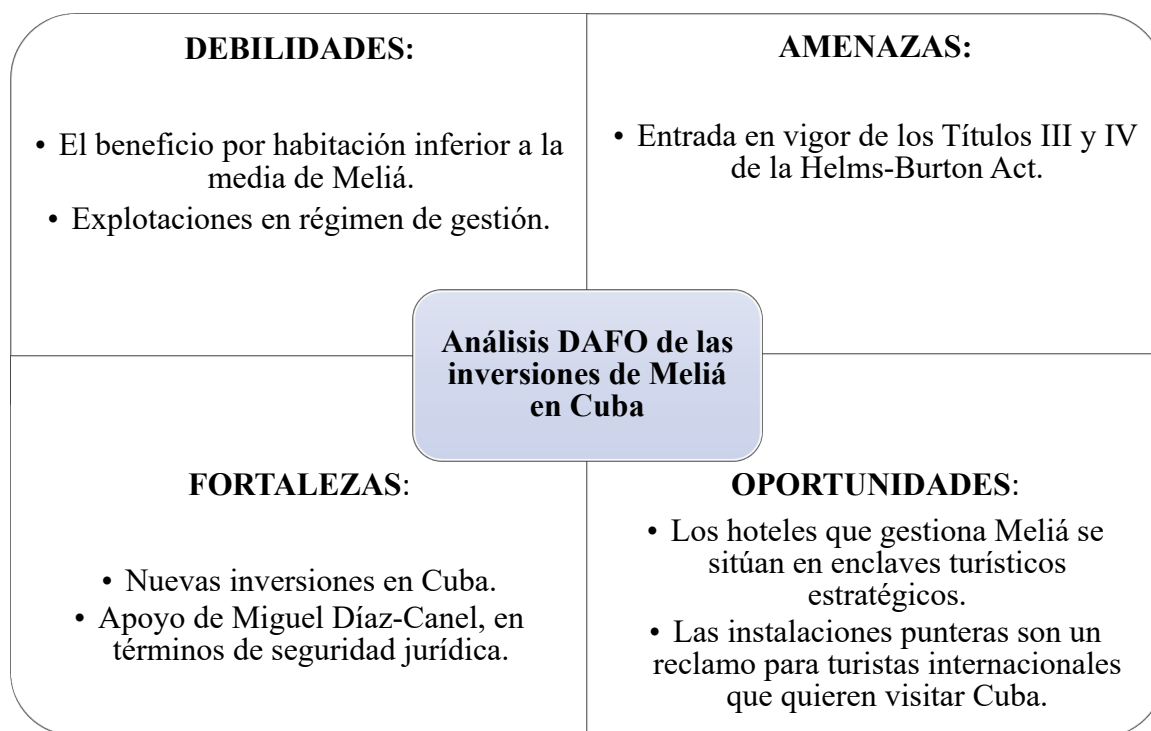 DEBILIDADES:
• El beneficio por habitación inferior a la
media de Meliá.
• Explotaciones en régimen de gestión.
AMENAZAS:
• Entrada en vigor de los Títulos III y IV
de la Helms-Burton Act.
Análisis DAFO de las
inversiones de Meliá
en Cuba
FORTALEZAS:
• Nuevas inversiones en Cuba.
• Apoyo de Miguel Díaz-Canel, en
términos de seguridad jurídica.
OPORTUNIDADES:
• Los hoteles que gestiona Meliá se
sitúan en enclaves turísticos
estratégicos.
• Las instalaciones punteras son un
reclamo para turistas internacionales
que quieren visitar Cuba.